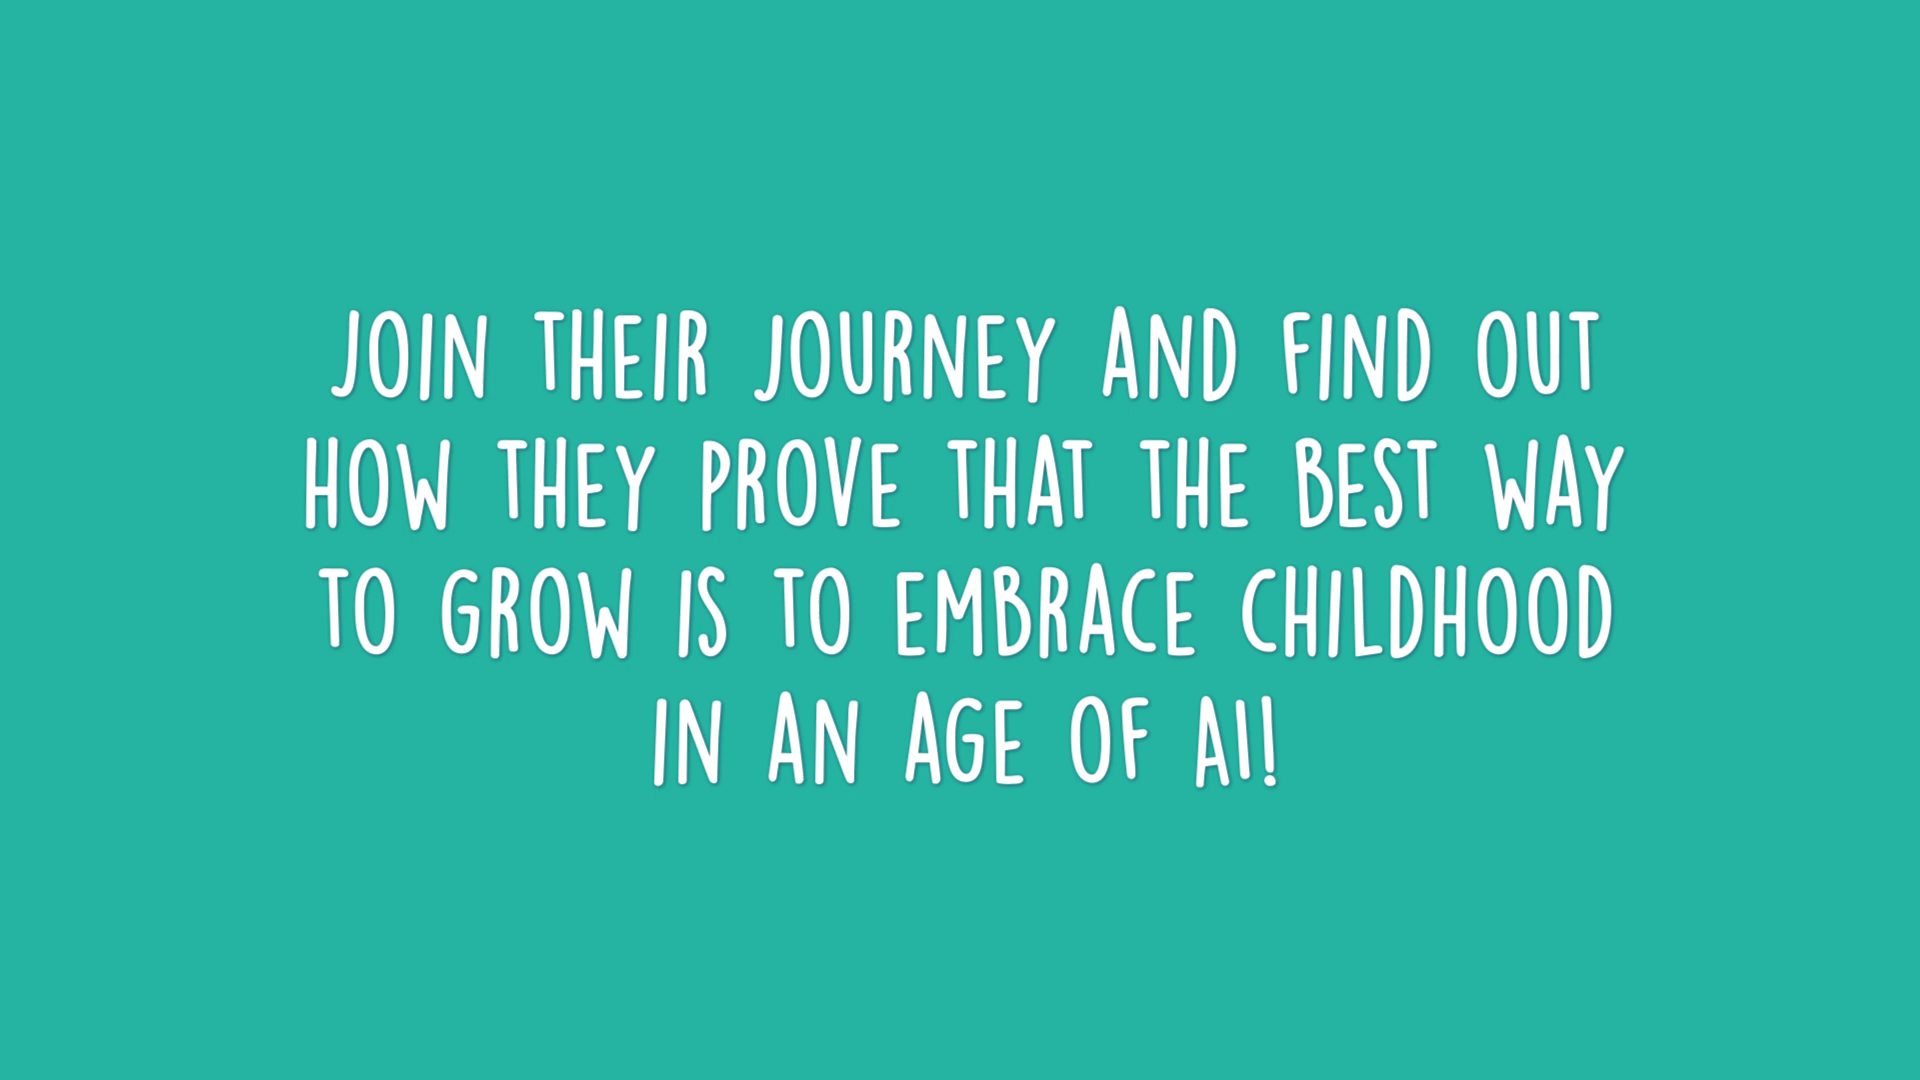 JOIN THEIR JOURNEY AND FIND OUT
HOW THEY PROVE THAT THE BEST WAY
TO GROW IS TO EMBRACE CHILDHOOD
IN AN AGE OF AI!